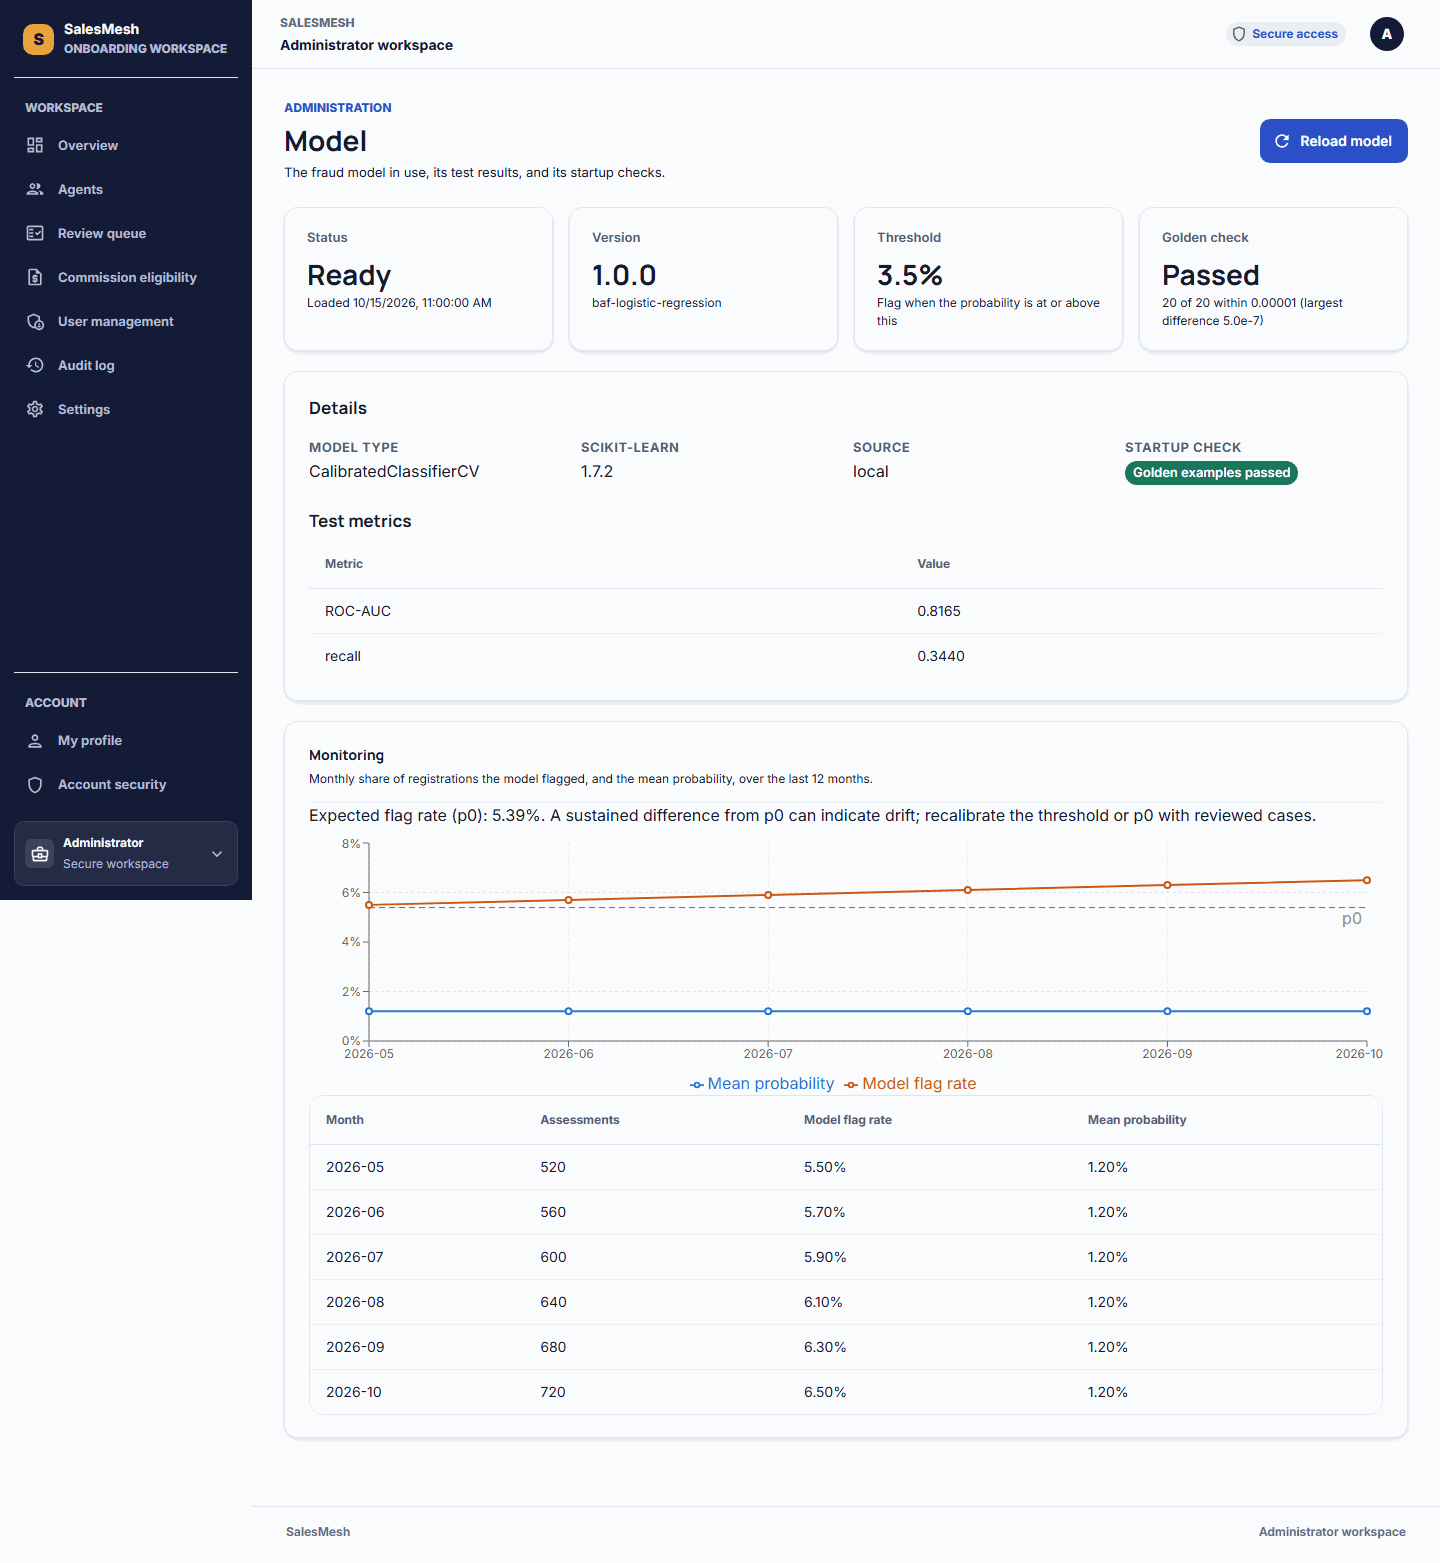 S
SalesMesh
ONBOARDING WORKSPACE
WORKSPACE
Overview
Agents
Review queue
Commission eligibility
User management
Audit log
Settings
ACCOUNT
My profile
Account security
Administrator
Secure workspace
SALESMESH
Administrator workspace
Secure access
A
ADMINISTRATION
Model
The fraud model in use, its test results, and its startup checks.
Reload model
Status
Ready
Loaded 10/15/2026, 11:00:00 AM
Version
1.0.0
baf-logistic-regression
Threshold
3.5%
Flag when the probability is at or above
this
Golden check
Passed
20 of 20 within 0.00001 (largest
difference 5.0e-7)
Details
MODEL TYPE
CalibratedClassifierCV
SCIKIT-LEARN
1.7.2
SOURCE
local
STARTUP CHECK
Golden examples passed
Test metrics
Metric Value
ROC-AUC 0.8165
recall 0.3440
Monitoring
Monthly share of registrations the model flagged, and the mean probability, over the last 12 months.
Expected flag rate (p0): 5.39%. A sustained difference from p0 can indicate drift; recalibrate the threshold or p0 with reviewed cases.
8%
6%
p0
4%
2%
0%
2026-05 2026-06 2026-07 2026-08 2026-09 2026-10
Mean probability Model flag rate
Month Assessments Model flag rate Mean probability
2026-05 520 5.50% 1.20%
2026-06 560 5.70% 1.20%
2026-07 600 5.90% 1.20%
2026-08 640 6.10% 1.20%
2026-09 680 6.30% 1.20%
2026-10 720 6.50% 1.20%
SalesMesh
Administrator workspace